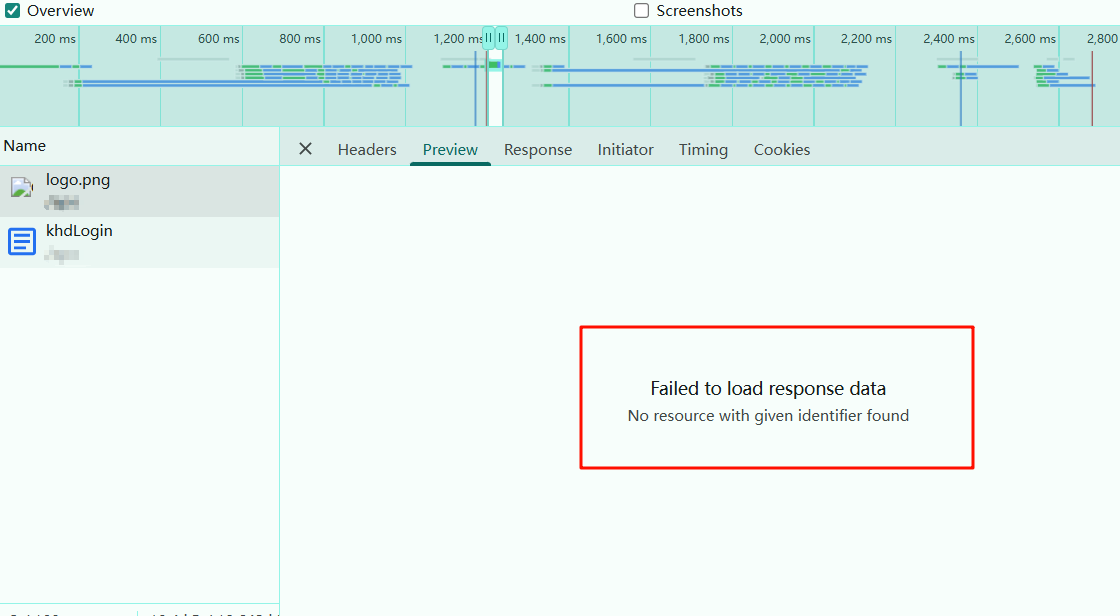 Overview
Screenshots
200 ms 400 ms 600 ms 800 ms 1,000 ms 1,200 ms 1,400 ms 1,600 ms 1,800 ms 2,000 ms 2,200 ms 2,400 ms 2,600 ms 2,800
Name
Headers Preview Response Initiator Timing Cookies
logo.png
khdLogin
Failed to load response data
No resource with given identifier found